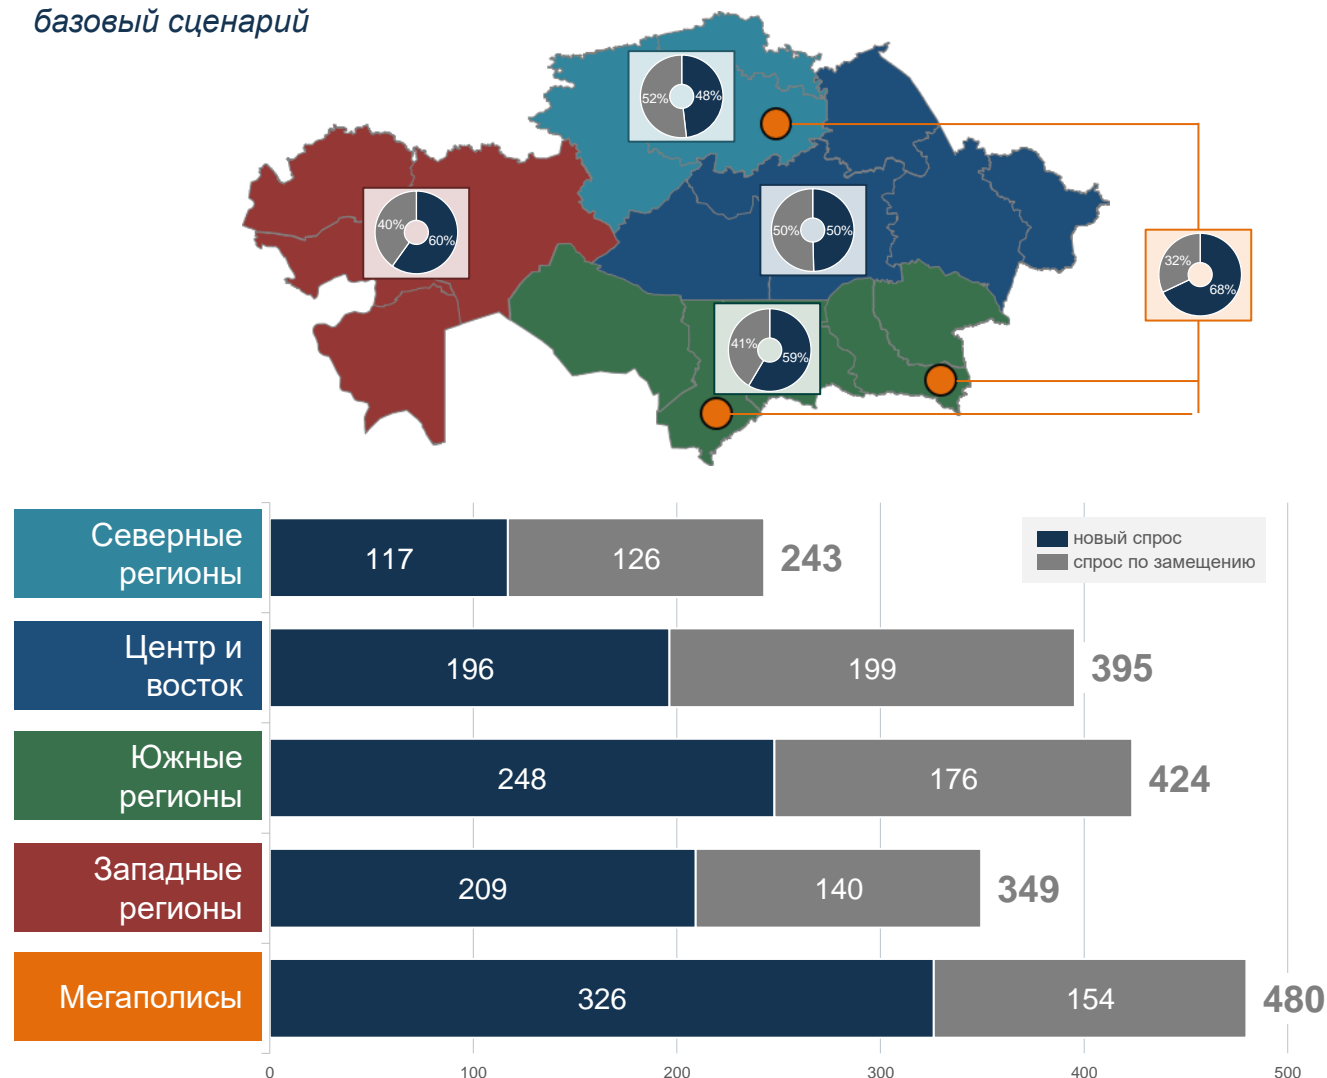 базовый сценарий
52%
48%
40%
60%
50%
50%
32%
68%
41%
59%
Северные
регионы
117
126
243
новый спрос
спрос по замещению
Центр и
восток
196
199
395
Южные
регионы
248
176
424
Западные
регионы
209
140
349
Мегаполисы
326
154
480
0
100
200
300
400
500